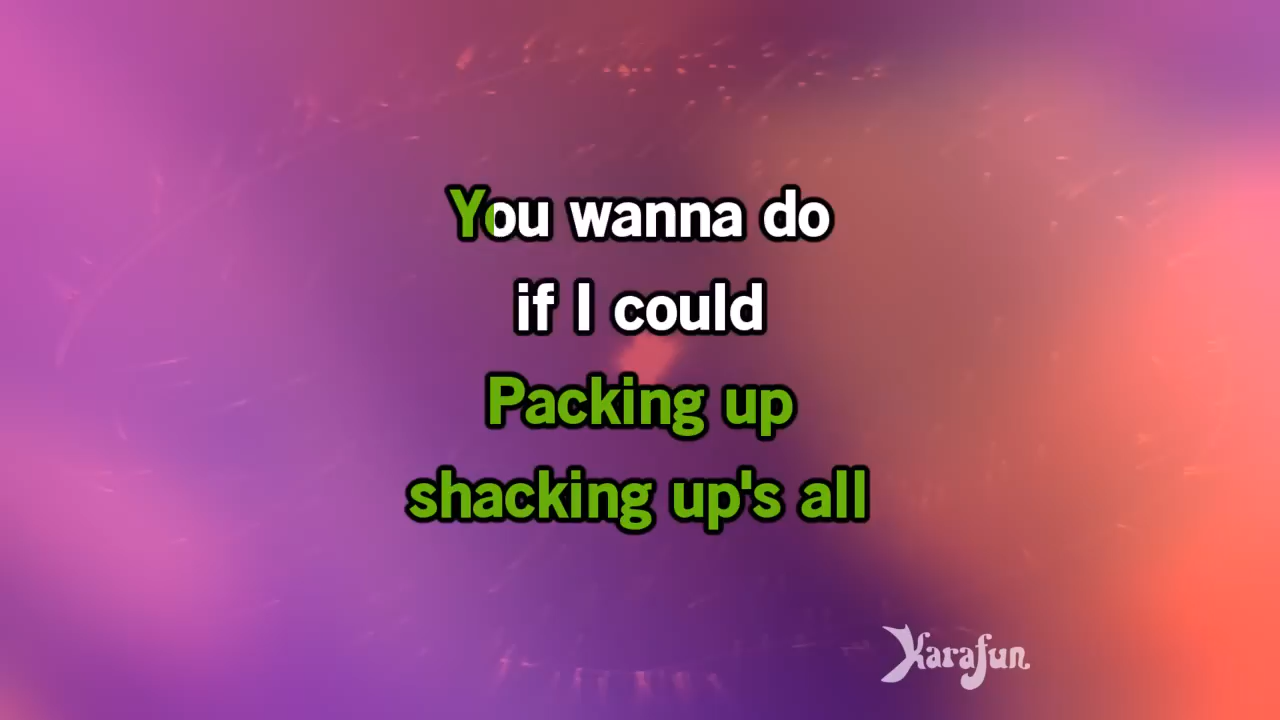 You wanna do
if I could
Packing up
shacking up's all
Karafun